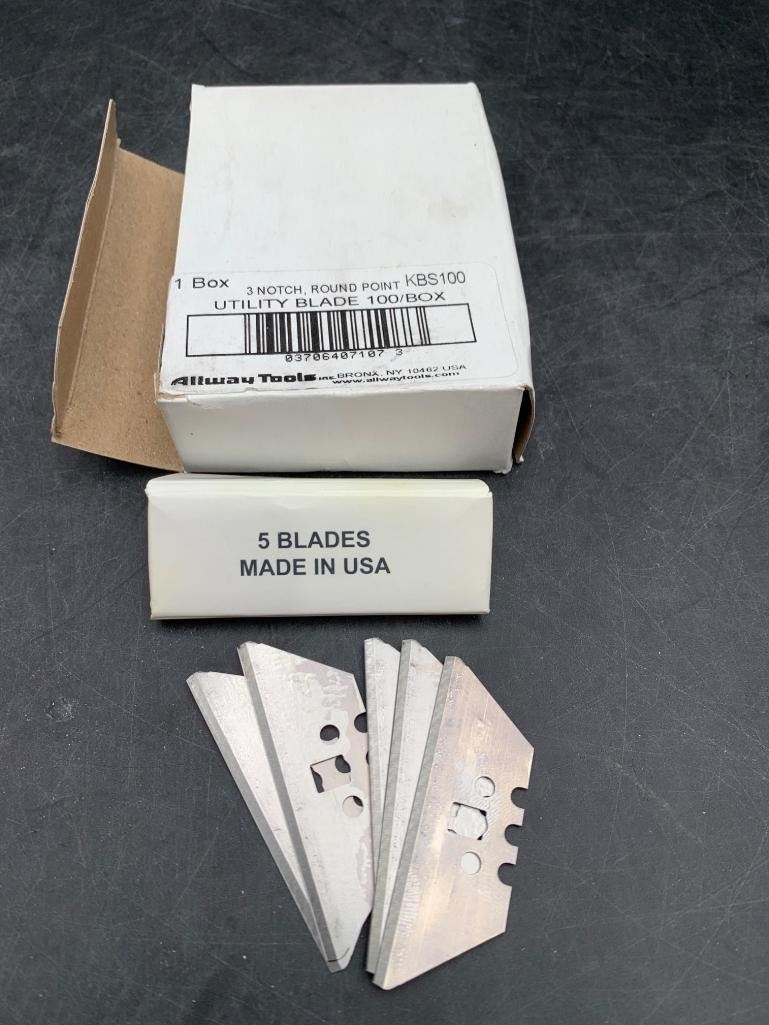 1 Box 3 NOTCH, ROUND POINT KBS100
UTILITY BLADE 100/BOX
03706407107 3
Allway Tools INC. BRONX, NY 10462 USA
www.allwaytools.com
5 BLADES
MADE IN USA